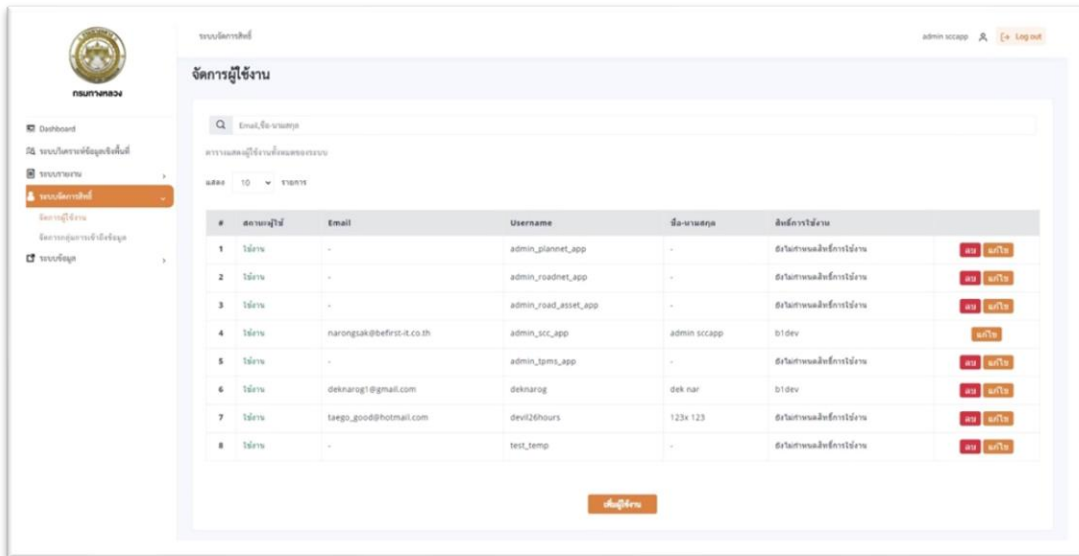 ระบบจัดการสิทธิ์
admin sccapp Log out
กรมทางหลวง
จัดการผู้ใช้งาน
Dashboard
ระบบวิเคราะห์ข้อมูลเชิงพื้นที่
ระบบรายงาน
ระบบจัดการสิทธิ์
จัดการผู้ใช้งาน
จัดการกลุ่มการเข้าถึงข้อมูล
ระบบข้อมูล
Email,ชื่อ-นามสกุล
ตารางแสดงผู้ใช้งานทั้งหมดของระบบ
แสดง 10 รายการ
# สถานะผู้ใช้ Email Username ชื่อ-นามสกุล สิทธิ์การใช้งาน
1 ใช้งาน - admin_plannet_app - ยังไม่กำหนดสิทธิ์การใช้งาน ลบ แก้ไข
2 ใช้งาน - admin_roadnet_app - ยังไม่กำหนดสิทธิ์การใช้งาน ลบ แก้ไข
3 ใช้งาน - admin_road_asset_app - ยังไม่กำหนดสิทธิ์การใช้งาน ลบ แก้ไข
4 ใช้งาน narongsak@befirst-it.co.th admin_scc_app admin sccapp b1dev แก้ไข
5 ใช้งาน - admin_tpms_app - ยังไม่กำหนดสิทธิ์การใช้งาน ลบ แก้ไข
6 ใช้งาน deknarog1@gmail.com deknarog dek nar b1dev ลบ แก้ไข
7 ใช้งาน taego_good@hotmail.com devil26hours 123x 123 ยังไม่กำหนดสิทธิ์การใช้งาน ลบ แก้ไข
8 ใช้งาน - test_temp - ยังไม่กำหนดสิทธิ์การใช้งาน ลบ แก้ไข
เพิ่มผู้ใช้งาน